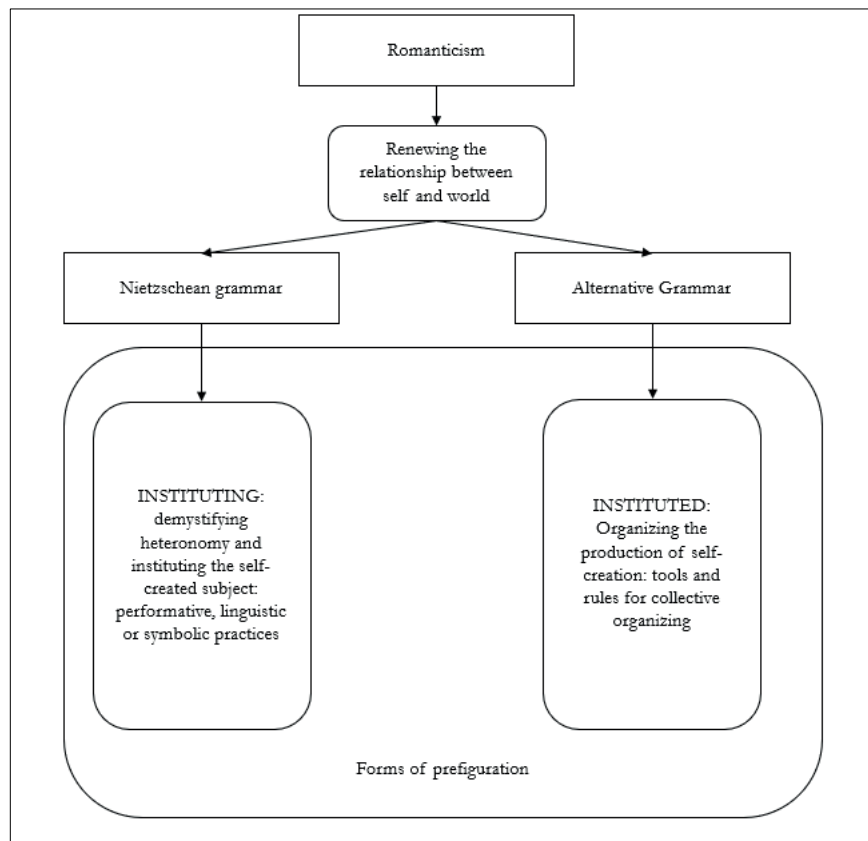 Romanticism
Renewing the
relationship between
self and world
Nietzschean grammar
Alternative Grammar
INSTITUTING:
demystifying
heteronomy and
instituting the self-
created subject:
performative, linguistic
or symbolic practices
INSTITUTED:
Organizing the
production of self-
creation: tools and
rules for collective
organizing
Forms of prefiguration